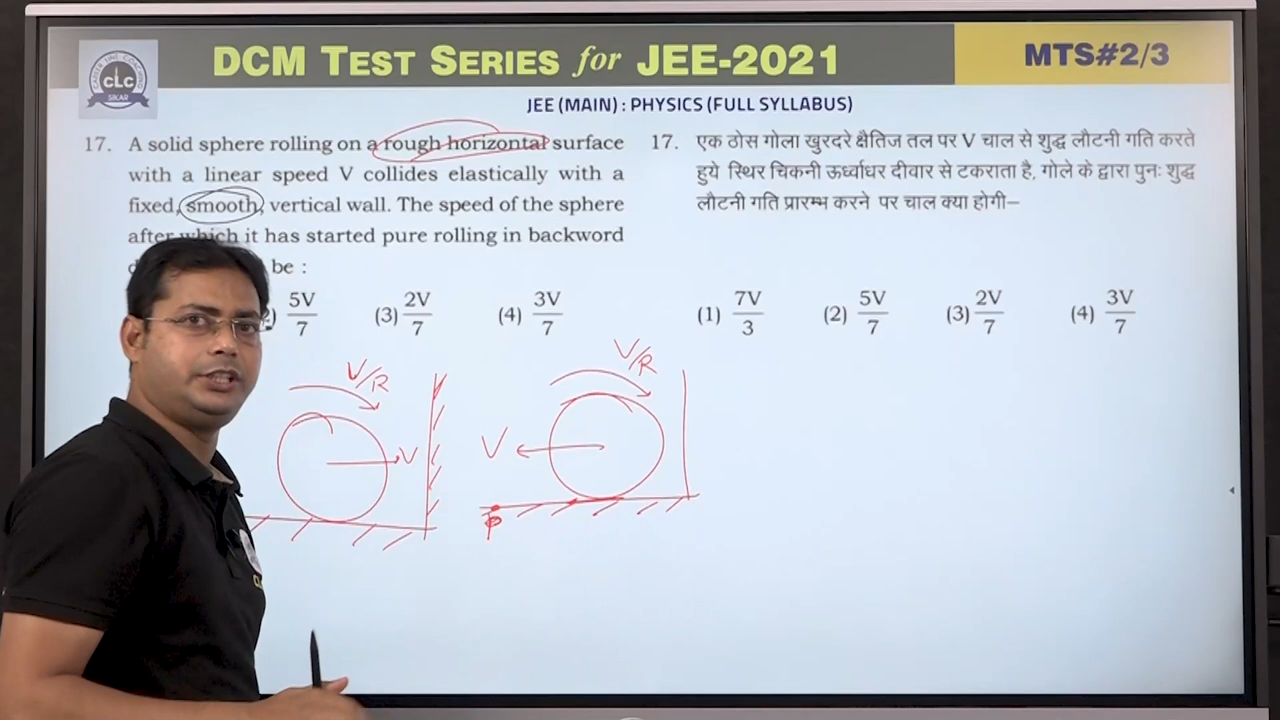 DCM TEST SERIES for JEE-2021
MTS#2/3
CLC
SIKAR
JEE (MAIN) : PHYSICS (FULL SYLLABUS)
17. A solid sphere rolling on a rough horizontal surface
with a linear speed V collides elastically with a
fixed, smooth, vertical wall. The speed of the sphere
after which it has started pure rolling in backword
be :
5V/7 (3) 2V/7 (4) 3V/7
17. एक ठोस गोला खुरदरे क्षैतिज तल पर V चाल से शुद्ध लौटनी गति करते
हुये स्थिर चिकनी ऊर्ध्वाधर दीवार से टकराता है, गोले के द्वारा पुनः शुद्ध
लौटनी गति प्रारम्भ करने पर चाल क्या होगी–
(1) 7V/3 (2) 5V/7 (3) 2V/7 (4) 3V/7
V/R
V
V/R
V
P